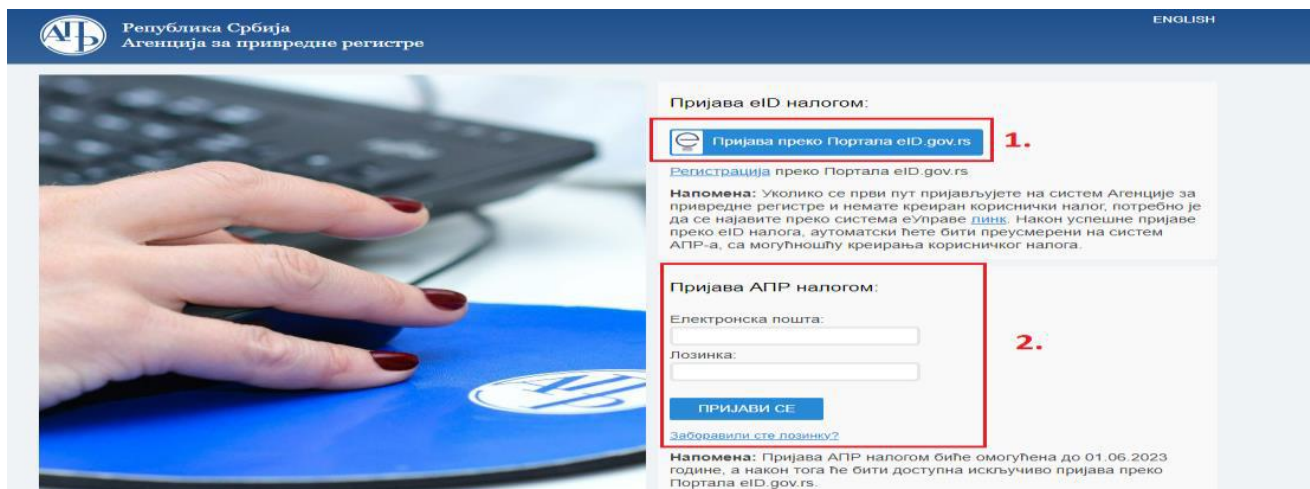 АПР
Република Србија
Агенција за привредне регистре
ENGLISH
Пријава eID налогом:
Пријава преко Портала eID.gov.rs
1.
Регистрација преко Портала eID.gov.rs
Напомена: Уколико се први пут пријављујете на систем Агенције за
привредне регистре и немате креиран кориснички налог, потребно је
да се најавите преко система еУправе линк. Након успешне пријаве
преко eID налога, аутоматски ћете бити преусмерени на систем
АПР-а, са могућношћу креирања корисничког налога.
Пријава АПР налогом:
Електронска пошта:
2.
Лозинка:
ПРИЈАВИ СЕ
Заборавили сте лозинку?
Напомена: Пријава АПР налогом биће омогућена до 01.06.2023
године, а након тога ће бити доступна искључиво пријава преко
Портала eID.gov.rs.
АПР